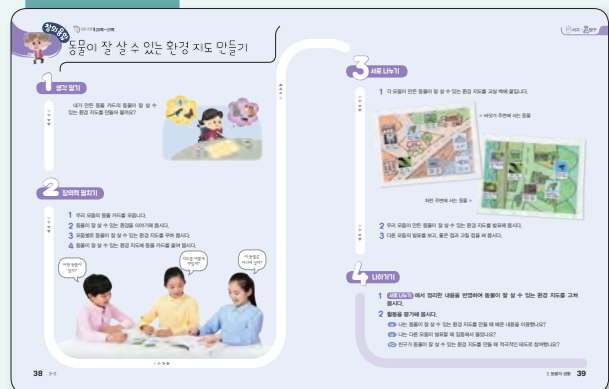 창의융합
동물이 잘 살 수 있는 환경 지도 만들기
1 생각 열기
내가 만든 동물 카드의 동물이 잘 살 수
있는 환경 지도를 만들어 볼까요?
2 창의력 펼치기
1 우리 모둠의 동물 카드를 모읍니다.
2 동물이 잘 살 수 있는 환경을 이야기해 봅시다.
3 모둠별로 동물이 잘 살 수 있는 환경 지도를 꾸며 봅시다.
4 동물이 잘 살 수 있는 환경 지도에 동물 카드를 붙여 봅시다.
38 3-2
3 서로 나누기
1 각 모둠이 만든 동물이 잘 살 수 있는 환경 지도를 교실 벽에 붙입니다.
바닷가 주변에 사는 동물
하천 주변에 사는 동물
2 우리 모둠이 만든 동물이 잘 살 수 있는 환경 지도를 발표해 봅시다.
3 다른 모둠의 발표를 보고, 좋은 점과 고칠 점을 써 봅시다.
4 나아가기
1 서로 나누기 에서 정리한 내용을 반영하여 동물이 잘 살 수 있는 환경 지도를 고쳐
봅시다.
2 활동을 평가해 봅시다.
나는 동물이 잘 살 수 있는 환경 지도를 만들 때 배운 내용을 이용했나요?
나는 다른 모둠이 발표할 때 집중해서 들었나요?
친구가 동물이 잘 살 수 있는 환경 지도를 만들 때 적극적인 태도로 참여했나요?
2. 동물의 생활 39